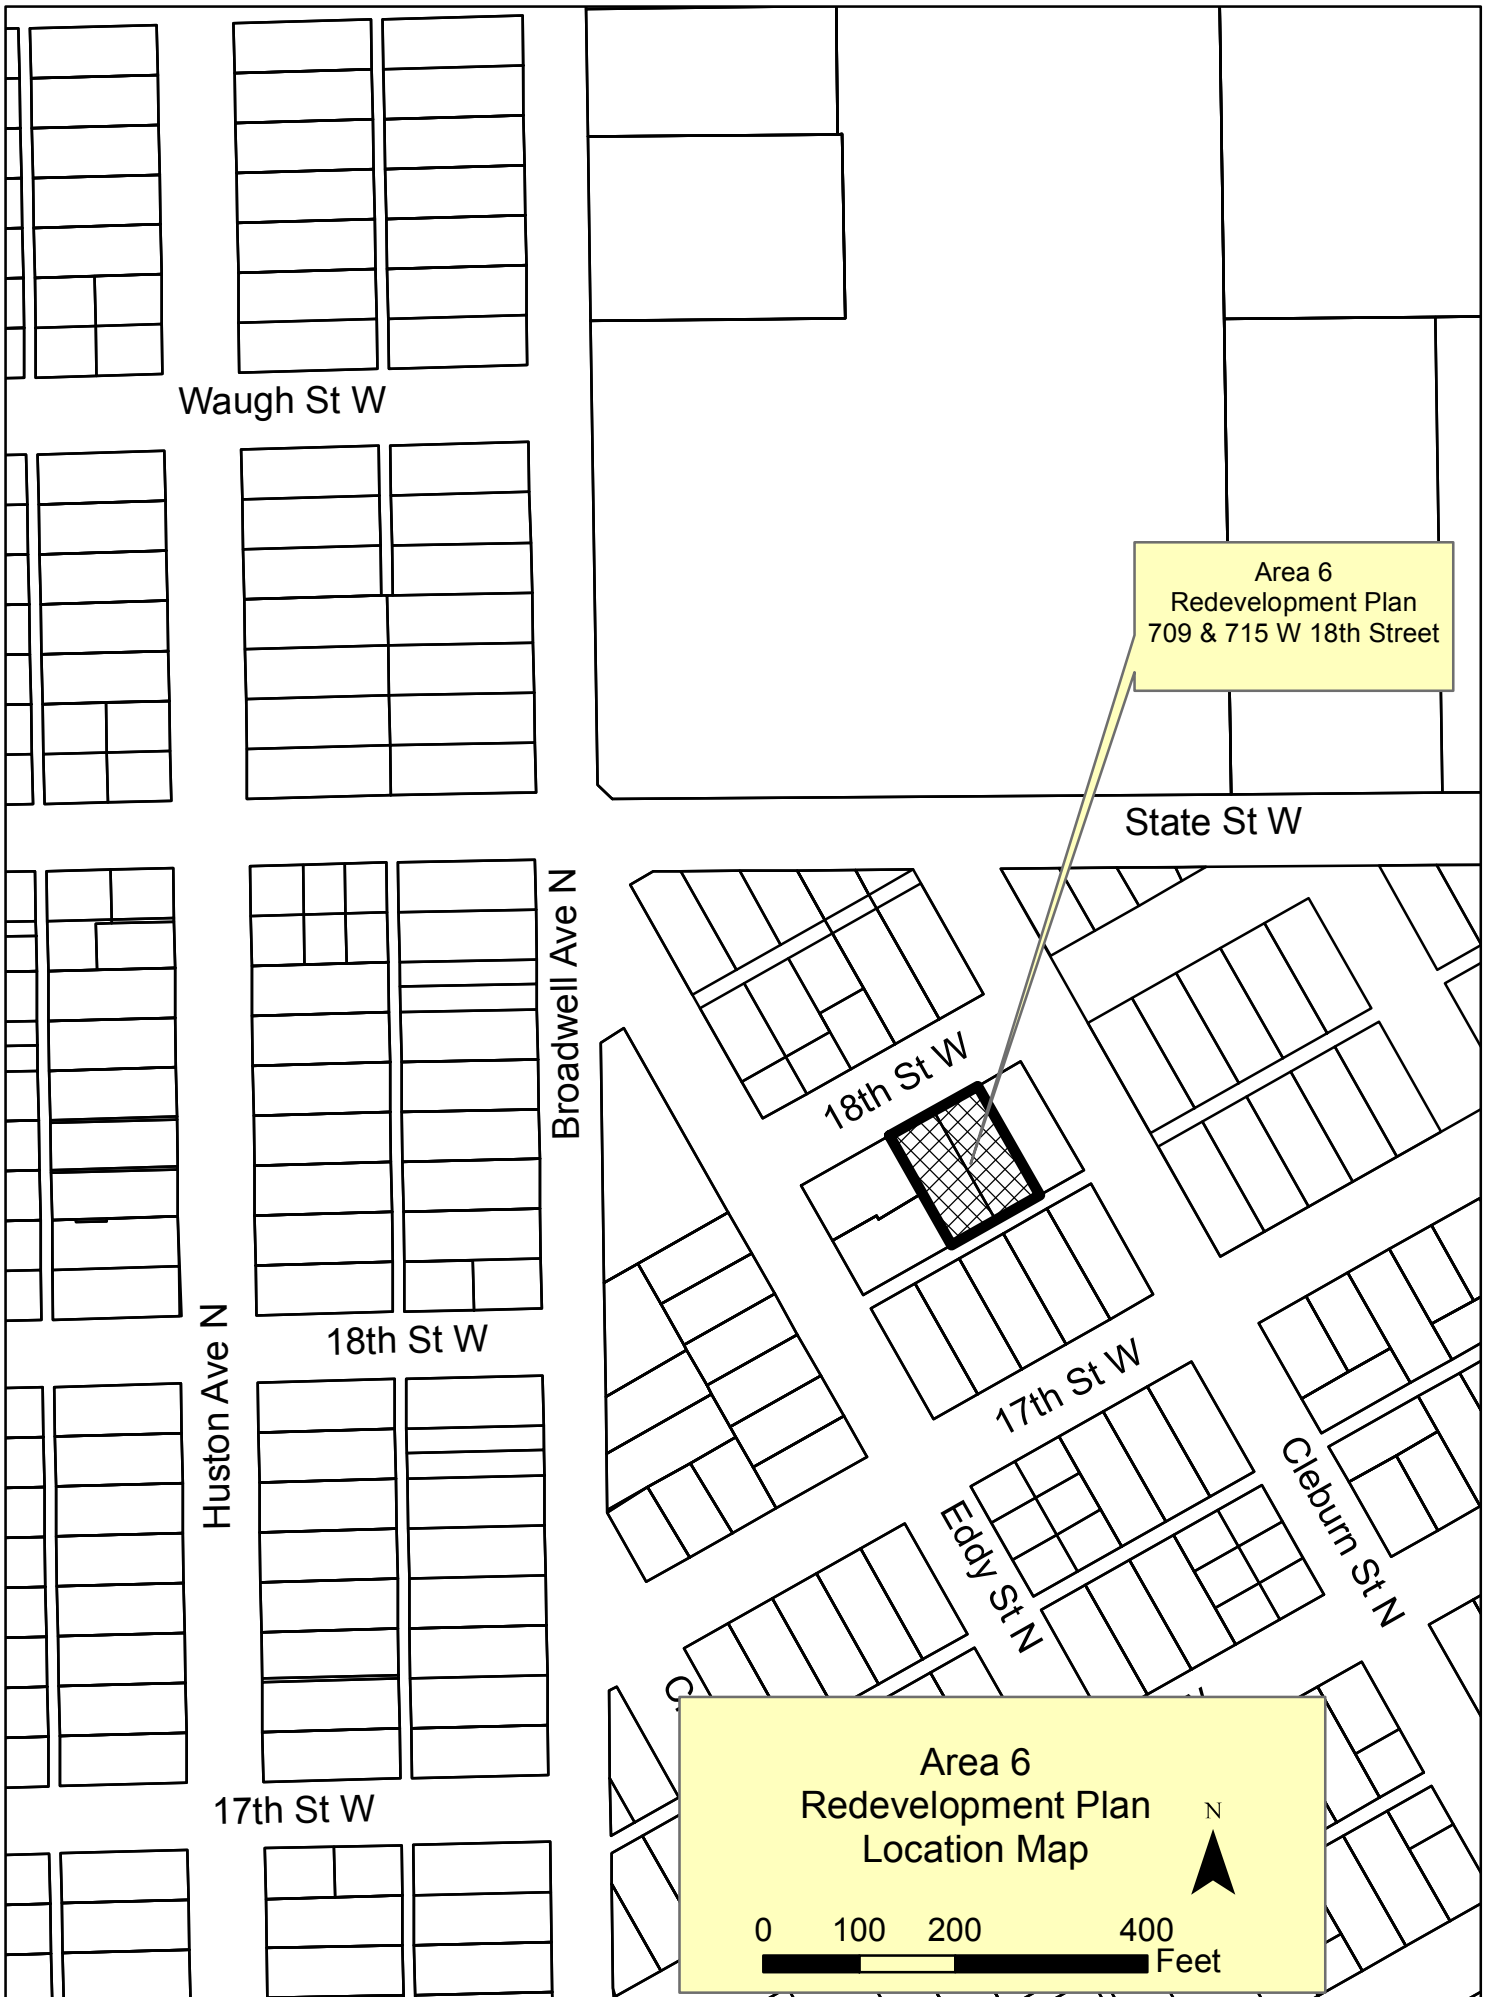 Waugh St W
Area 6
Redevelopment Plan
709 & 715 W 18th Street
State St W
Broadwell Ave N
18th St W
18th St W
Huston Ave N
17th St W
Cleburn St N
Eddy St N
17th St W
Area 6
Redevelopment Plan
Location Map
N
0 100 200 400
Feet